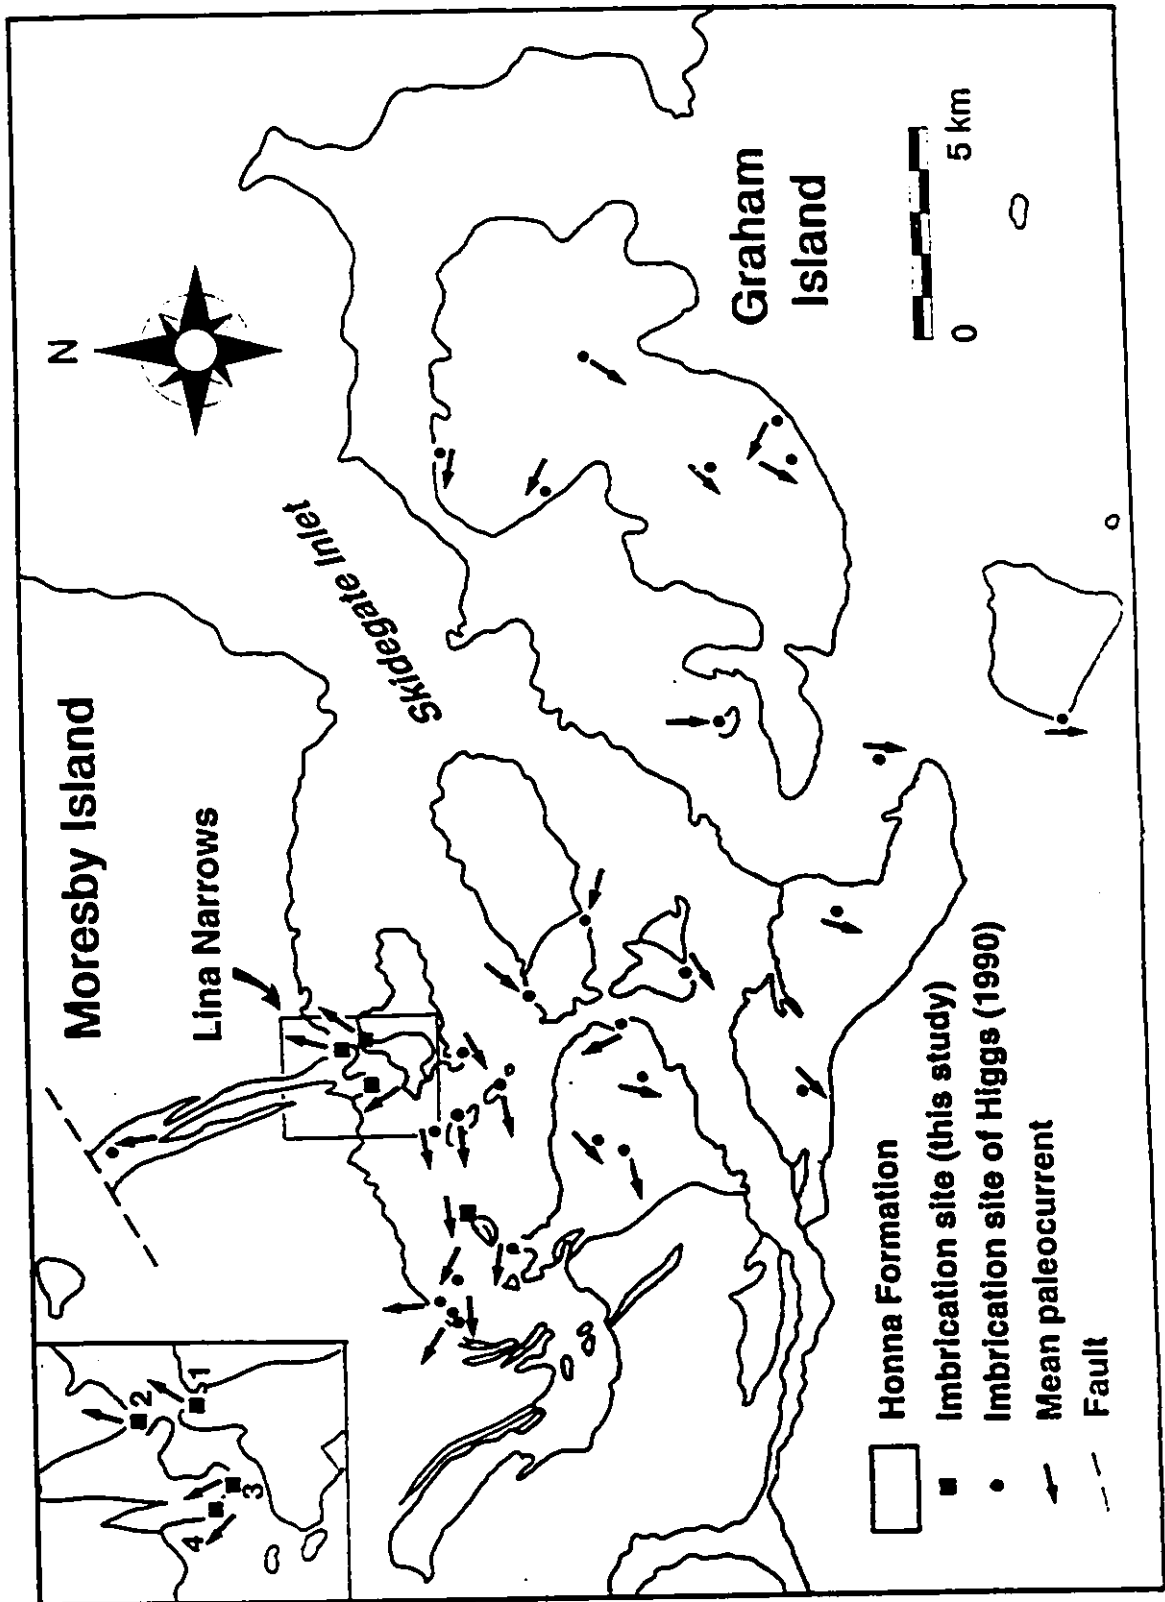 N
Moresby Island
Lina Narrows
Skidegate Inlet
Graham
Island
0
5 km
1
2
3
4
Honna Formation
Imbrication site (this study)
Imbrication site of Higgs (1990)
Mean paleocurrent
Fault